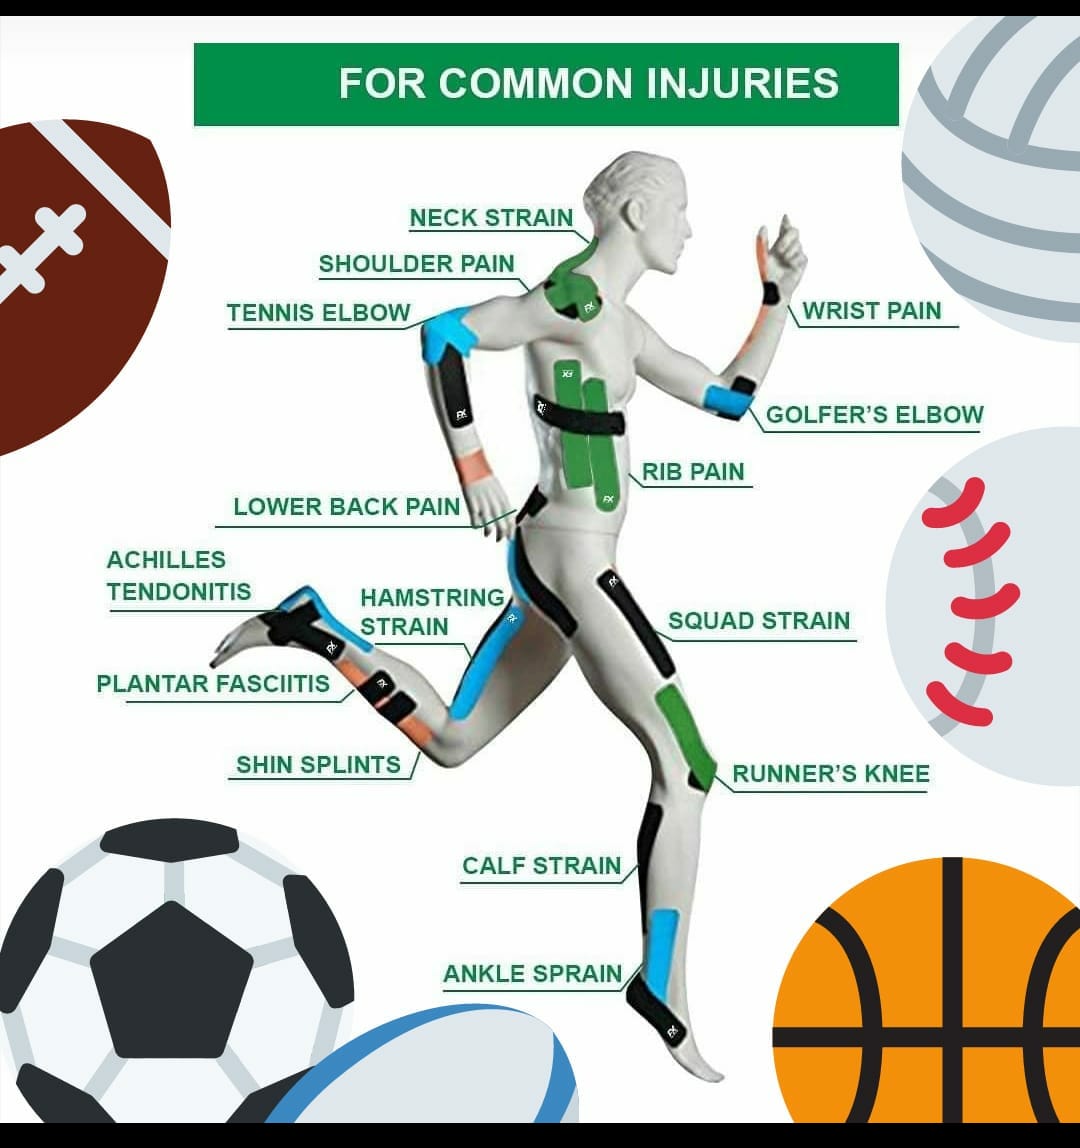 FOR COMMON INJURIES
NECK STRAIN
SHOULDER PAIN
TENNIS ELBOW
WRIST PAIN
GOLFER'S ELBOW
RIB PAIN
LOWER BACK PAIN
ACHILLES
TENDONITIS
HAMSTRING
STRAIN
SQUAD STRAIN
PLANTAR FASCIITIS
SHIN SPLINTS
RUNNER'S KNEE
CALF STRAIN
ANKLE SPRAIN